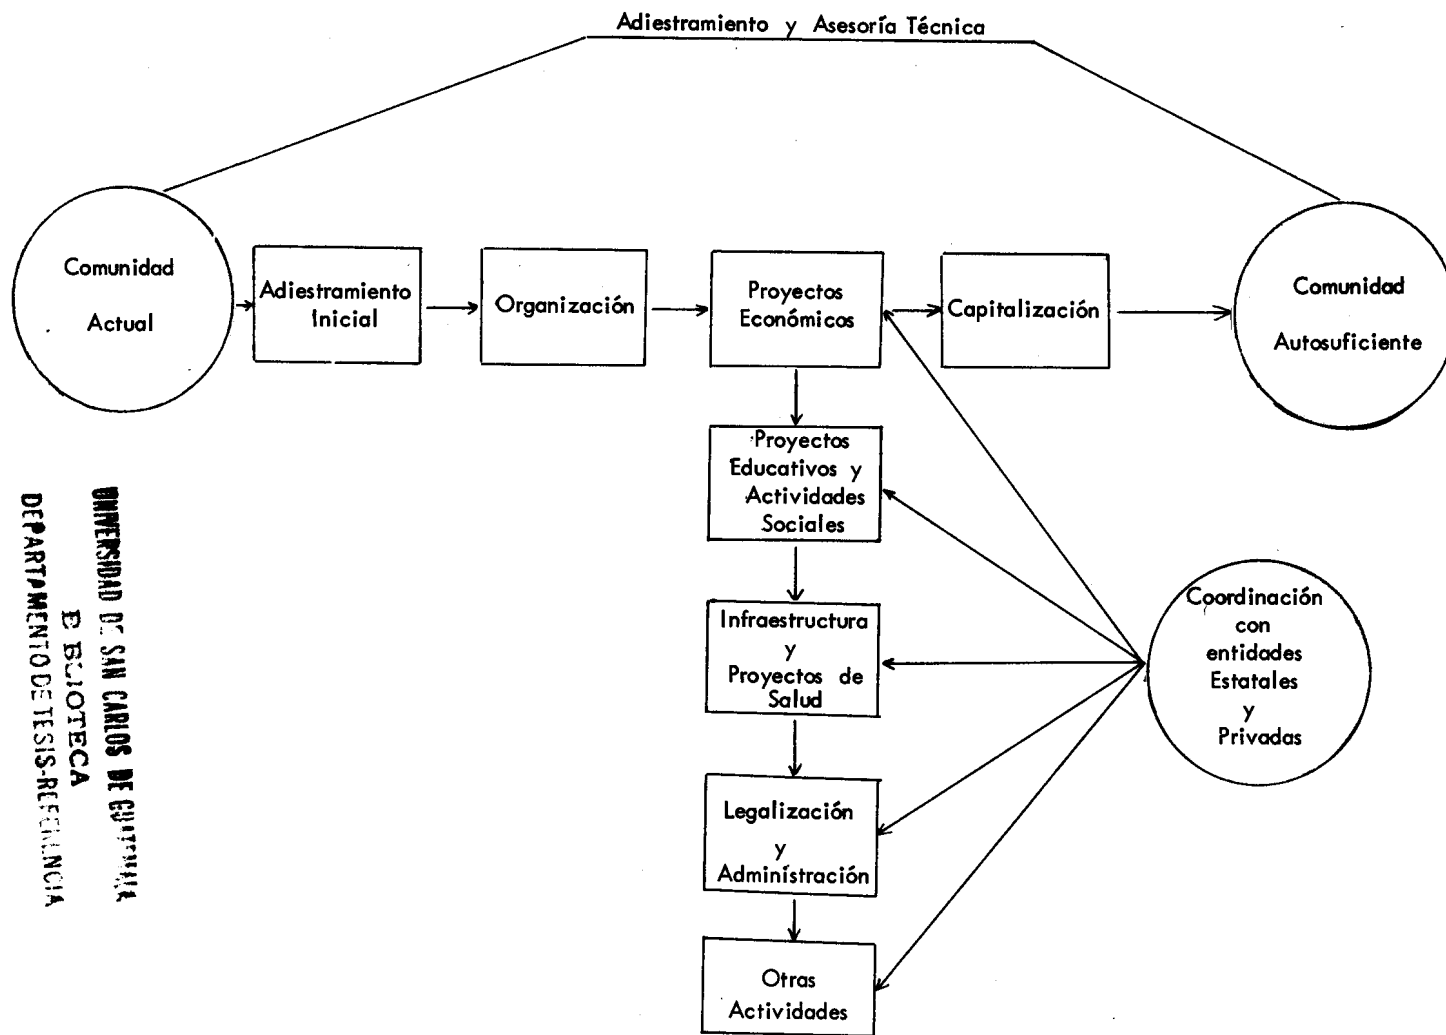 Adiestramiento y Asesoría Técnica
Comunidad
Actual
Adiestramiento
Inicial
Organización
Proyectos
Económicos
Capitalización
Comunidad
Autosuficiente
Proyectos
Educativos y
Actividades
Sociales
Infraestructura
y
Proyectos de
Salud
Legalización
y
Administración
Otras
Actividades
Coordinación
con
entidades
Estatales
y
Privadas
UNIVERSIDAD DE SAN CARLOS DE GUATEMALA
BIBLIOTECA
DEPARTAMENTO DE TESIS-REFERENCIA